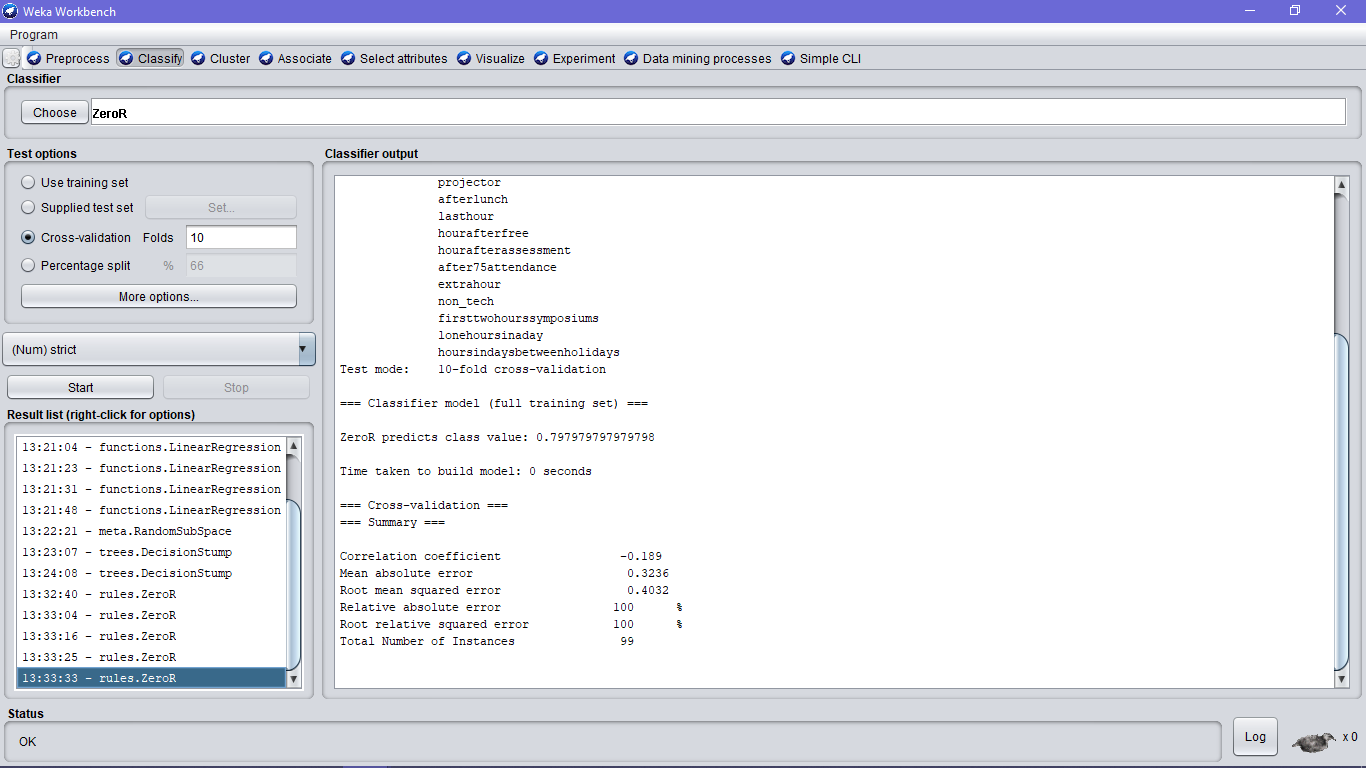 Weka Workbench
Program
Preprocess Classify Cluster Associate Select attributes Visualize Experiment Data mining processes Simple CLI
Classifier
Choose ZeroR
Test options
Use training set
Supplied test set Set...
Cross-validation Folds 10
Percentage split % 66
More options...
(Num) strict
Start Stop
Result list (right-click for options)
13:21:04 - functions.LinearRegression
13:21:23 - functions.LinearRegression
13:21:31 - functions.LinearRegression
13:21:48 - functions.LinearRegression
13:22:21 - meta.RandomSubSpace
13:23:07 - trees.DecisionStump
13:24:08 - trees.DecisionStump
13:32:40 - rules.ZeroR
13:33:04 - rules.ZeroR
13:33:16 - rules.ZeroR
13:33:25 - rules.ZeroR
13:33:33 - rules.ZeroR
Classifier output
projector
afterlunch
lasthour
hourafterfree
hourafterassessment
after75attendance
extrahour
non_tech
firsttwohourssymposiums
lonehoursinaday
hoursindaysbetweenholidays
Test mode: 10-fold cross-validation
=== Classifier model (full training set) ===
ZeroR predicts class value: 0.797979797979798
Time taken to build model: 0 seconds
=== Cross-validation ===
=== Summary ===
Correlation coefficient -0.189
Mean absolute error 0.3236
Root mean squared error 0.4032
Relative absolute error 100 %
Root relative squared error 100 %
Total Number of Instances 99
Status
OK
Log x 0